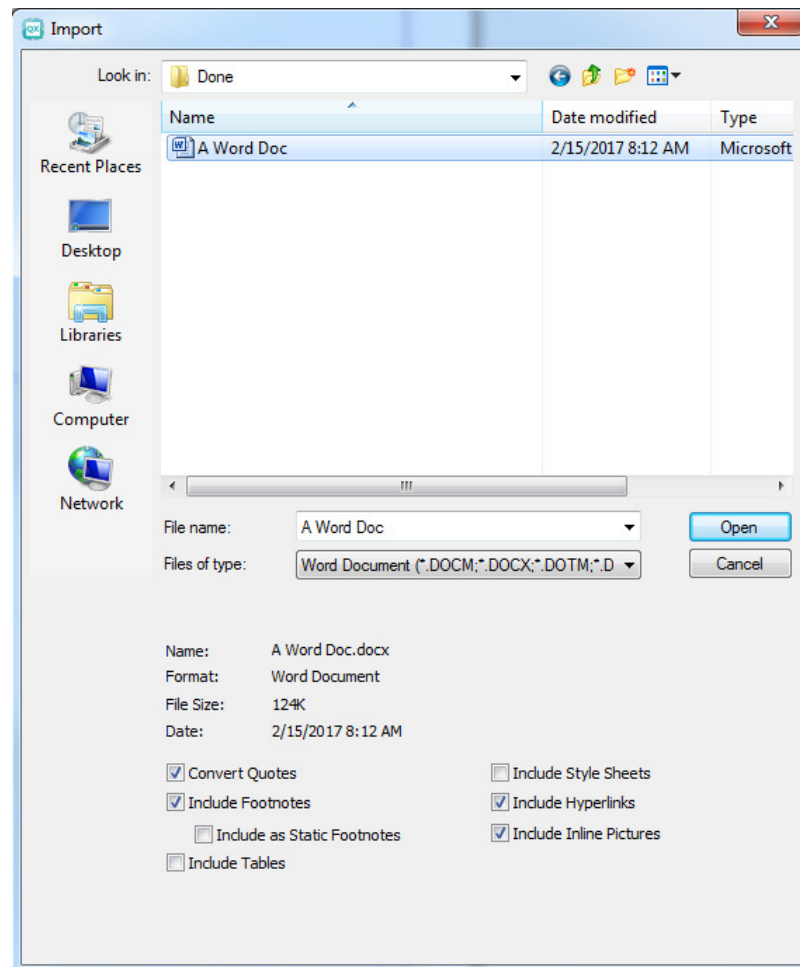 QX Import
Look in: Done
Name Date modified Type
A Word Doc 2/15/2017 8:12 AM Microsoft
Recent Places
Desktop
Libraries
Computer
Network
File name: A Word Doc Open
Files of type: Word Document (*.DOCM;*.DOCX;*.DOTM;*.D Cancel
Name: A Word Doc.docx
Format: Word Document
File Size: 124K
Date: 2/15/2017 8:12 AM
Convert Quotes Include Style Sheets
Include Footnotes Include Hyperlinks
Include as Static Footnotes Include Inline Pictures
Include Tables